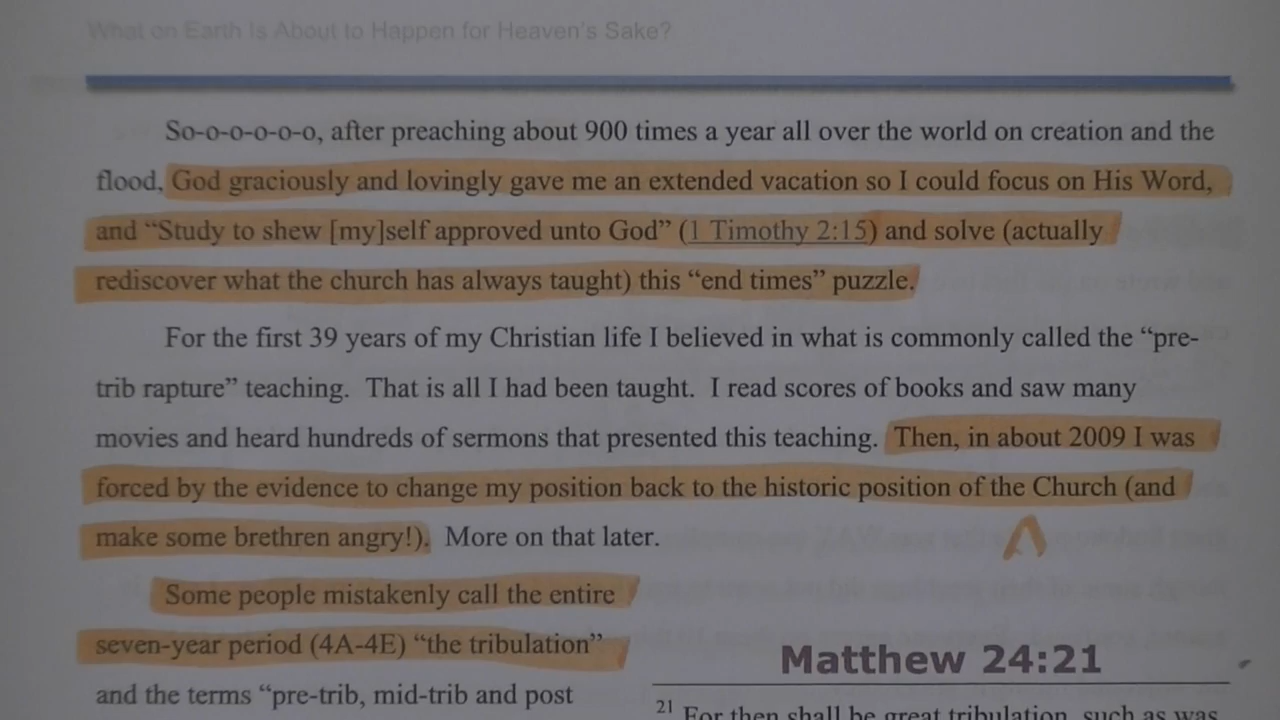 What on Earth Is About to Happen for Heaven's Sake?
So-o-o-o-o-o, after preaching about 900 times a year all over the world on creation and the
flood, God graciously and lovingly gave me an extended vacation so I could focus on His Word,
and “Study to shew [my]self approved unto God” (1 Timothy 2:15) and solve (actually
rediscover what the church has always taught) this “end times” puzzle.
For the first 39 years of my Christian life I believed in what is commonly called the “pre-
trib rapture” teaching.  That is all I had been taught.  I read scores of books and saw many
movies and heard hundreds of sermons that presented this teaching.  Then, in about 2009 I was
forced by the evidence to change my position back to the historic position of the Church (and
make some brethren angry!).  More on that later.
Some people mistakenly call the entire
seven-year period (4A-4E) “the tribulation”
and the terms “pre-trib, mid-trib and post
Matthew 24:21
21 For then shall be great tribulation, such as was